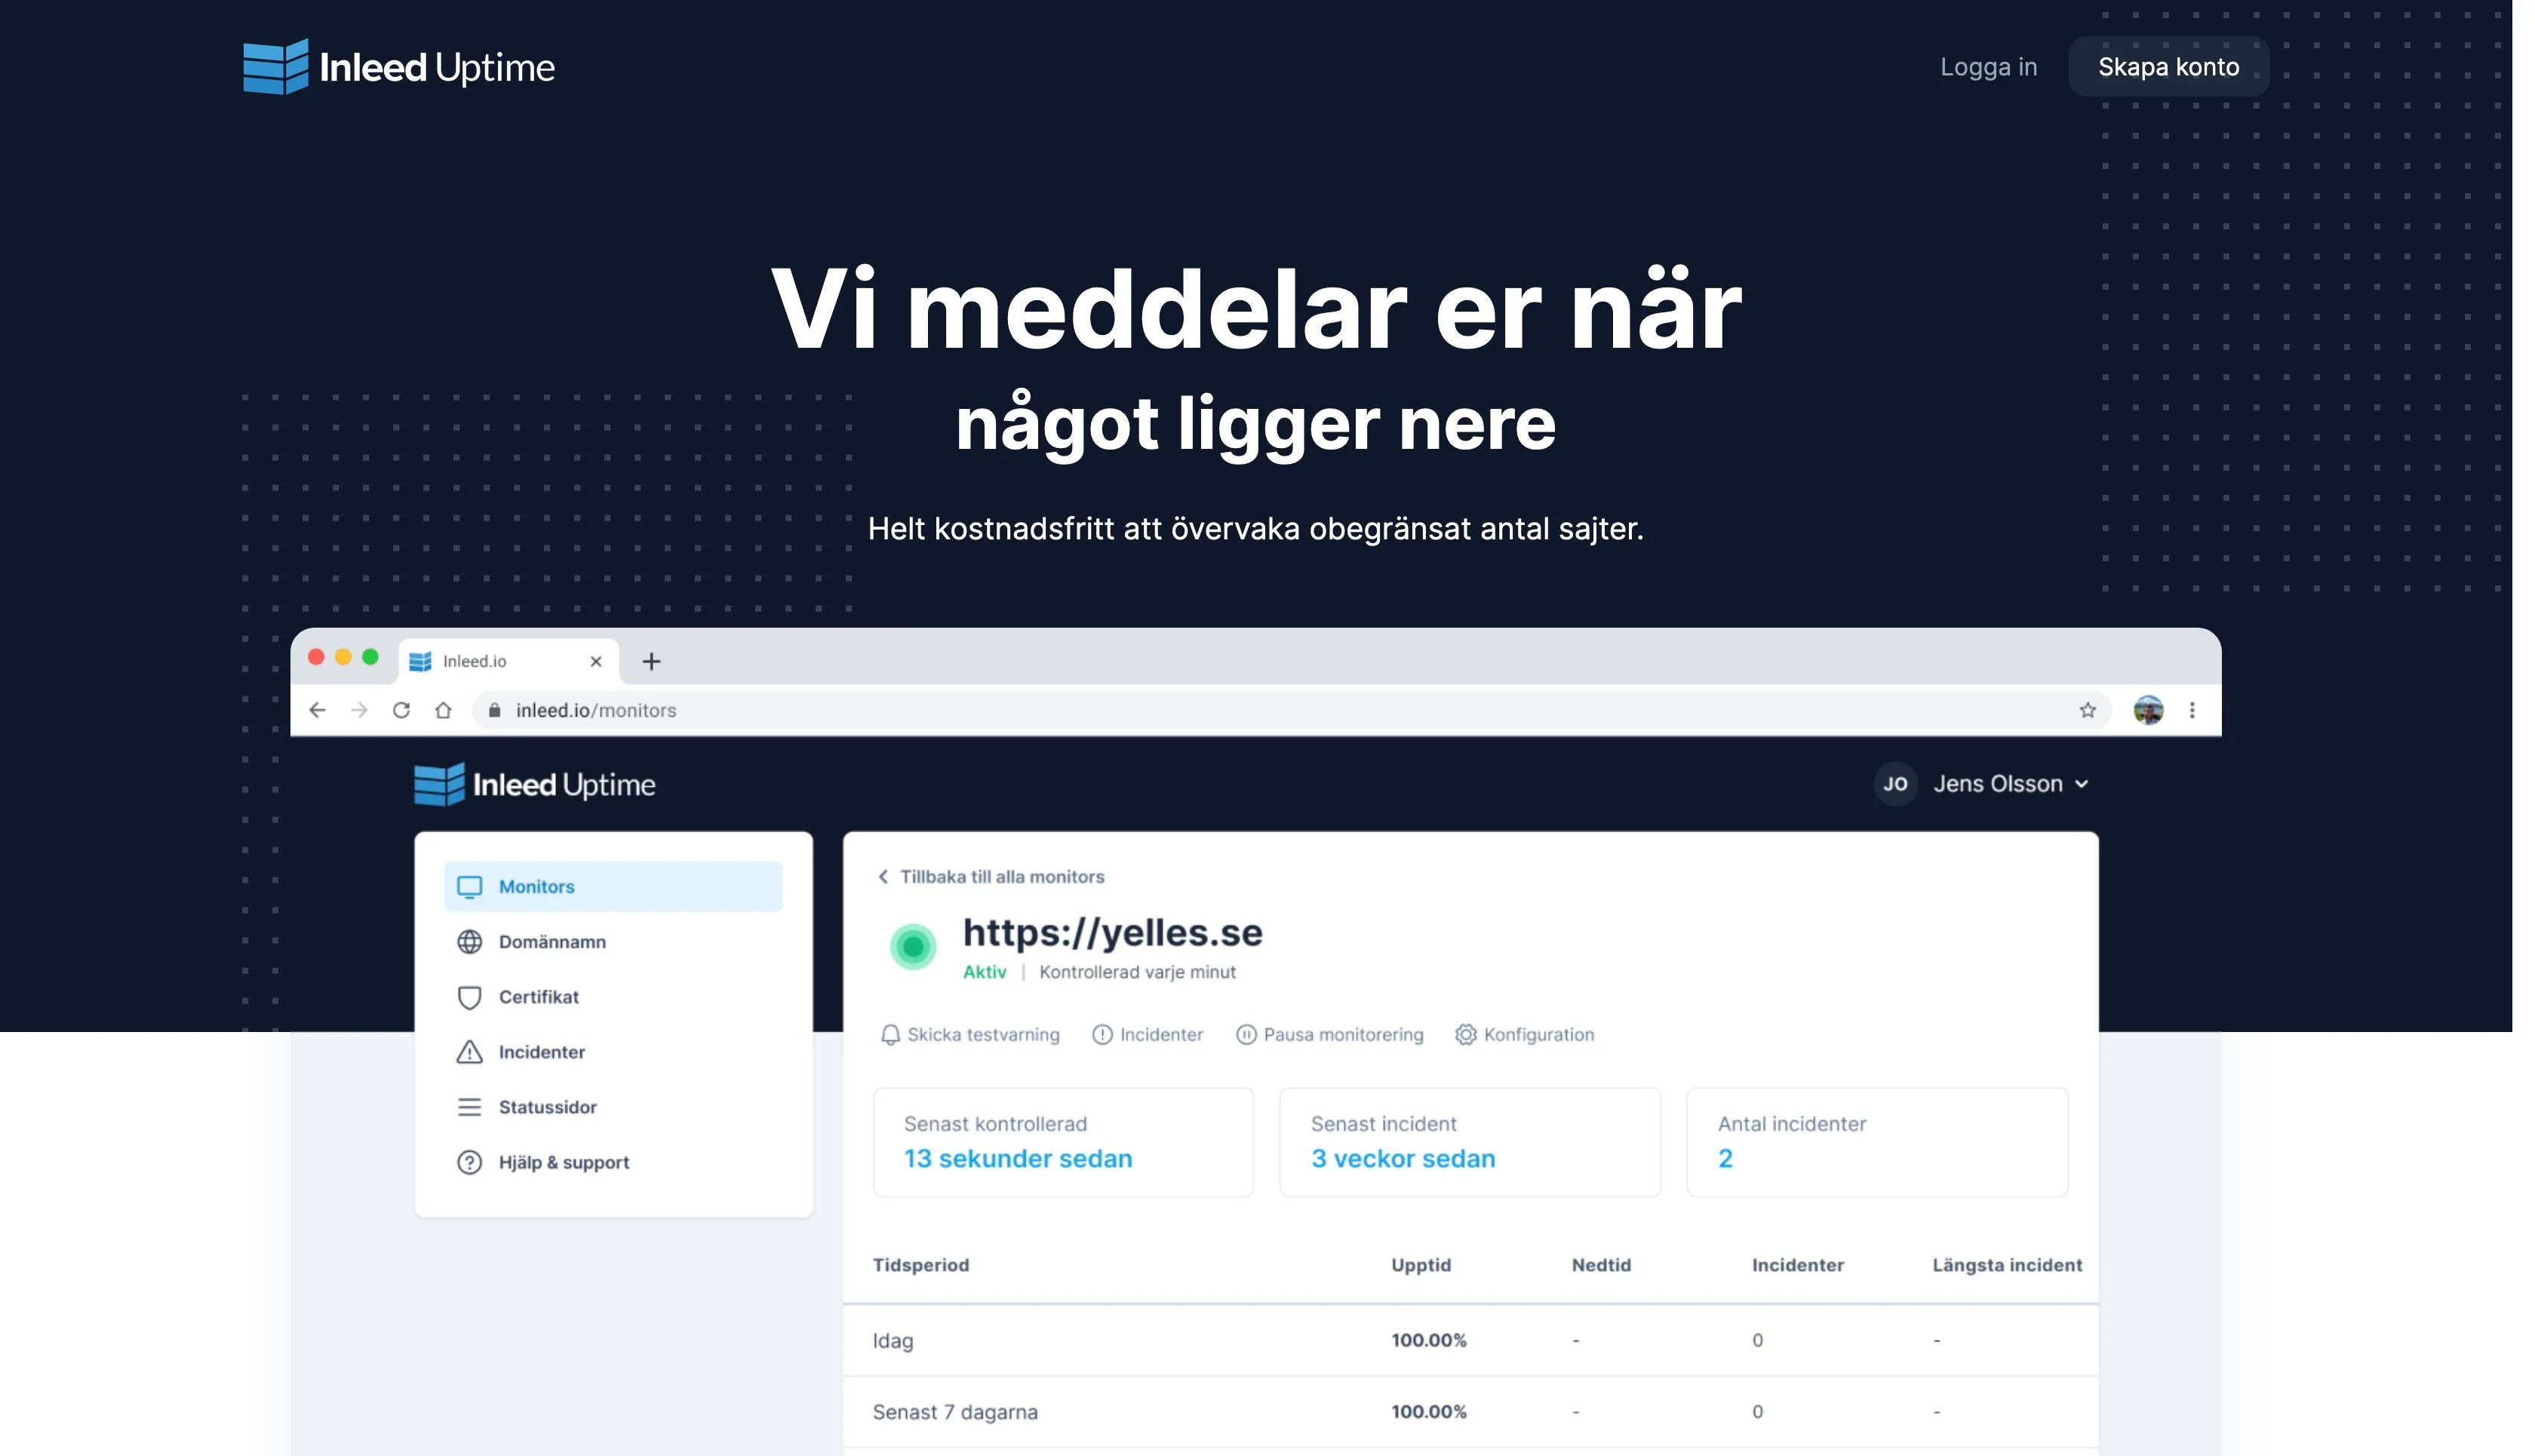 Inleed Uptime
Logga in
Skapa konto
Vi meddelar er när
något ligger nere
Helt kostnadsfritt att övervaka obegränsat antal sajter.
Inleed.io
inleed.io/monitors
Inleed Uptime
JO Jens Olsson
Monitors
Domännamn
Certifikat
Incidenter
Statussidor
Hjälp & support
Tillbaka till alla monitors
https://yelles.se
Aktiv | Kontrollerad varje minut
Skicka testvarning Incidenter Pausa monitorering Konfiguration
Senast kontrollerad
13 sekunder sedan
Senast incident
3 veckor sedan
Antal incidenter
2
Tidsperiod Upptid Nedtid Incidenter Längsta incident
Idag 100.00% - 0 -
Senast 7 dagarna 100.00% - 0 -